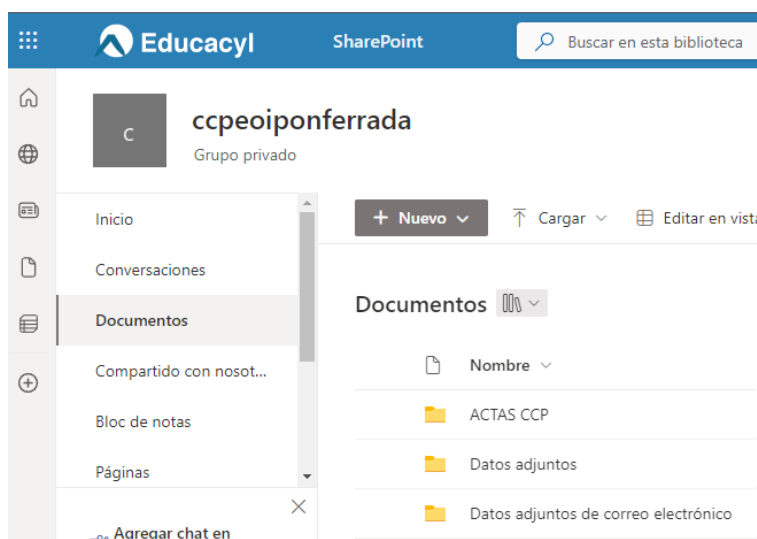 Educacyl
SharePoint
Buscar en esta biblioteca
C
ccpeoiponferrada
Grupo privado
Inicio
Conversaciones
Documentos
Compartido con nosot...
Bloc de notas
Páginas
Agregar chat en
+ Nuevo
Cargar
Editar en vista
Documentos
Nombre
ACTAS CCP
Datos adjuntos
Datos adjuntos de correo electrónico